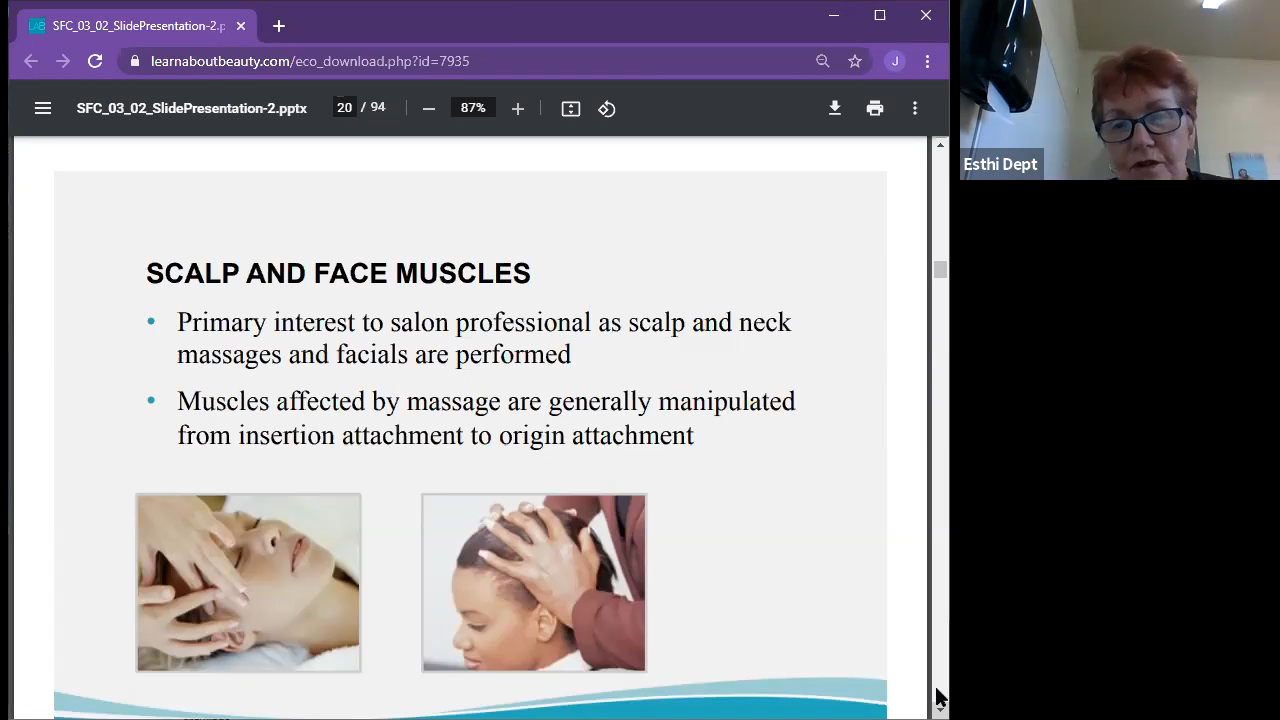 LAB SFC_03_02_SlidePresentation-2.p
learnaboutbeauty.com/eco_download.php?id=7935
J
SFC_03_02_SlidePresentation-2.pptx
20 / 94
87%
Esthi Dept
SCALP AND FACE MUSCLES
• Primary interest to salon professional as scalp and neck
massages and facials are performed
• Muscles affected by massage are generally manipulated
from insertion attachment to origin attachment